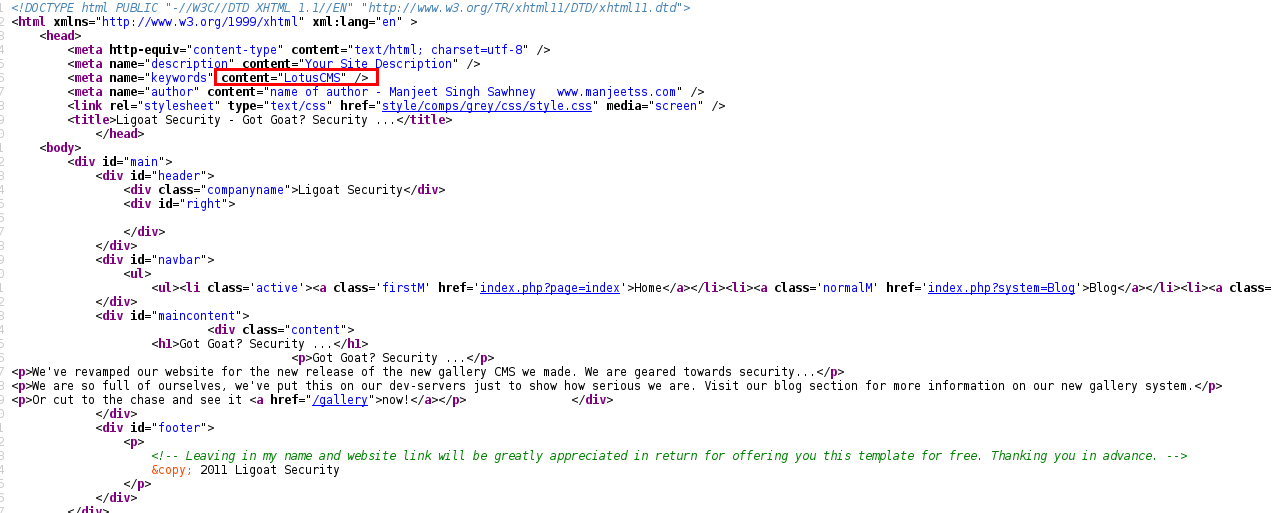 <!DOCTYPE html PUBLIC "-//W3C//DTD XHTML 1.1//EN" "http://www.w3.org/TR/xhtml11/DTD/xhtml11.dtd">
<html xmlns="http://www.w3.org/1999/xhtml" xml:lang="en" >
<head>
<meta http-equiv="content-type" content="text/html; charset=utf-8" />
<meta name="description" content="Your Site Description" />
<meta name="keywords" content="LotusCMS" />
<meta name="author" content="name of author - Manjeet Singh Sawhney   www.manjeetss.com" />
<link rel="stylesheet" type="text/css" href="style/comps/grey/css/style.css" media="screen" />
<title>Ligoat Security - Got Goat? Security ...</title>
</head>
<body>
<div id="main">
<div id="header">
<div class="companyname">Ligoat Security</div>
<div id="right">
</div>
</div>
<div id="navbar">
<ul>
<ul><li class='active'><a class='firstM' href='index.php?page=index'>Home</a></li><li><a class='normalM' href='index.php?system=Blog'>Blog</a></li><li><a class=
</div>
<div id="maincontent">
<div class="content">
<h1>Got Goat? Security ...</h1>
<p>Got Goat? Security ...</p>
<p>We've revamped our website for the new release of the new gallery CMS we made. We are geared towards security...</p>
<p>We are so full of ourselves, we've put this on our dev-servers just to show how serious we are. Visit our blog section for more information on our new gallery system.</p>
<p>Or cut to the chase and see it <a href="/gallery">now!</a></p>               </div>
</div>
<div id="footer">
<p>
<!-- Leaving in my name and website link will be greatly appreciated in return for offering you this template for free. Thanking you in advance. -->
&copy; 2011 Ligoat Security
</p>
</div>
</div>